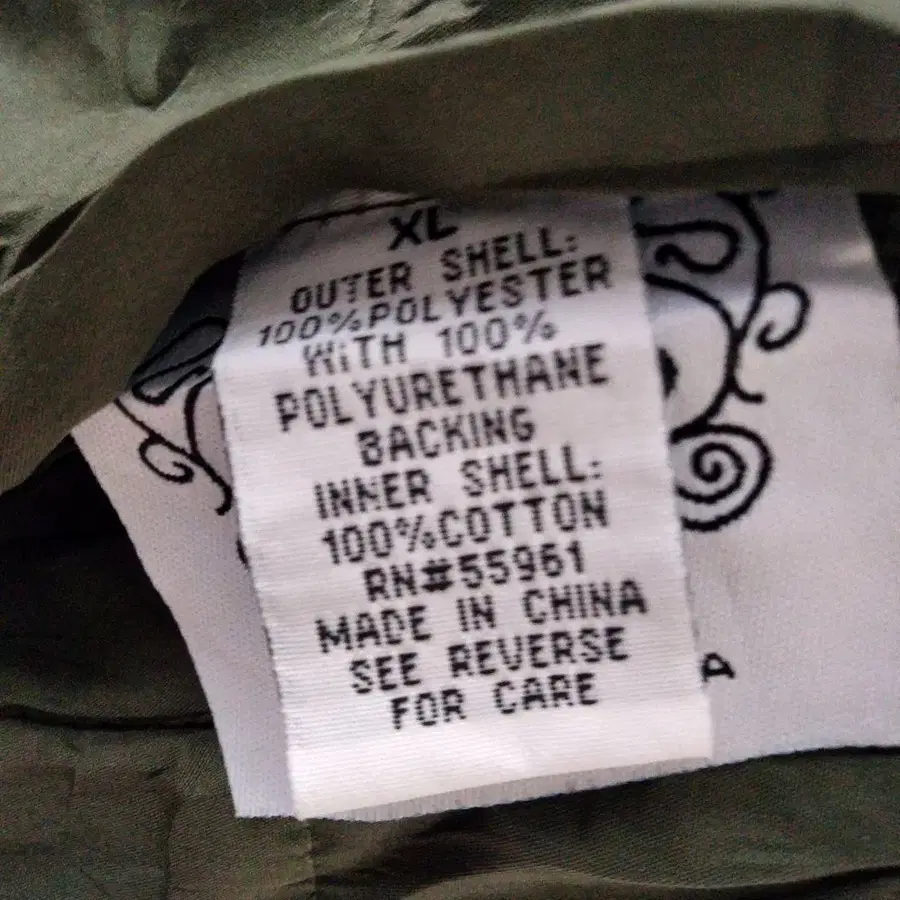 XL
OUTER SHELL:
100%POLYESTER
WITH 100%
POLYURETHANE
BACKING
INNER SHELL:
100%COTTON
RN#55961
MADE IN CHINA
SEE REVERSE
FOR CARE